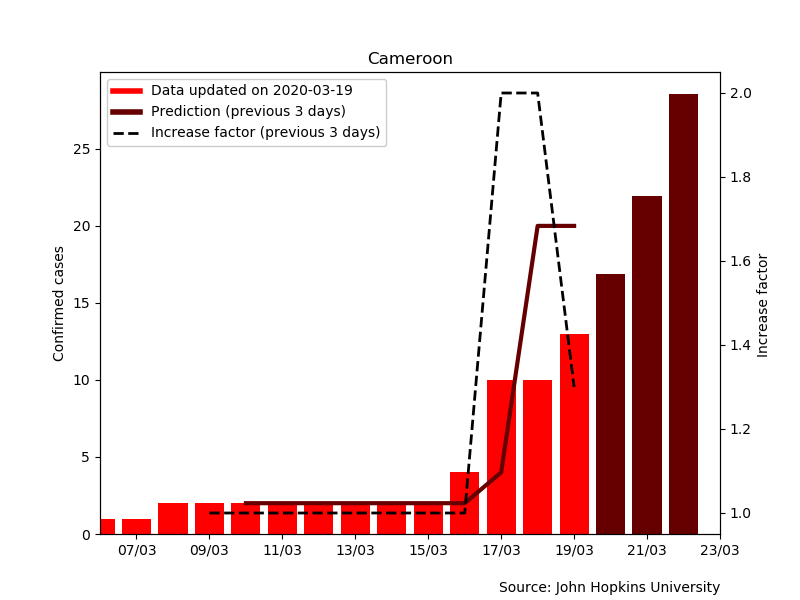 Cameroon
Data updated on 2020-03-19
Prediction (previous 3 days)
Increase factor (previous 3 days)
Confirmed cases
25
20
15
10
5
0
2.0
1.8
1.6
1.4
1.2
1.0
Increase factor
07/03 09/03 11/03 13/03 15/03 17/03 19/03 21/03 23/03
Source: John Hopkins University